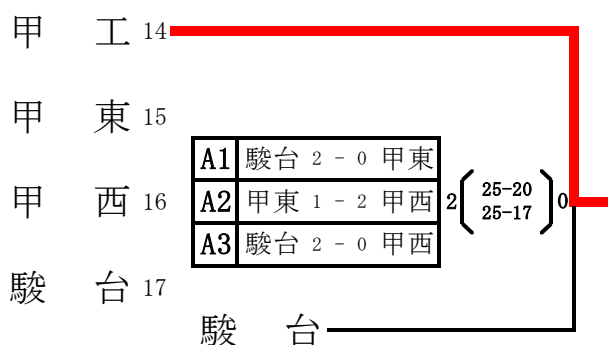 甲 工 14
甲 東 15
A1 駿台 2 - 0 甲東
甲 西 16 A2 甲東 1 - 2 甲西 2 ( 25-20 25-17 ) 0
A3 駿台 2 - 0 甲西
駿 台 17
駿 台